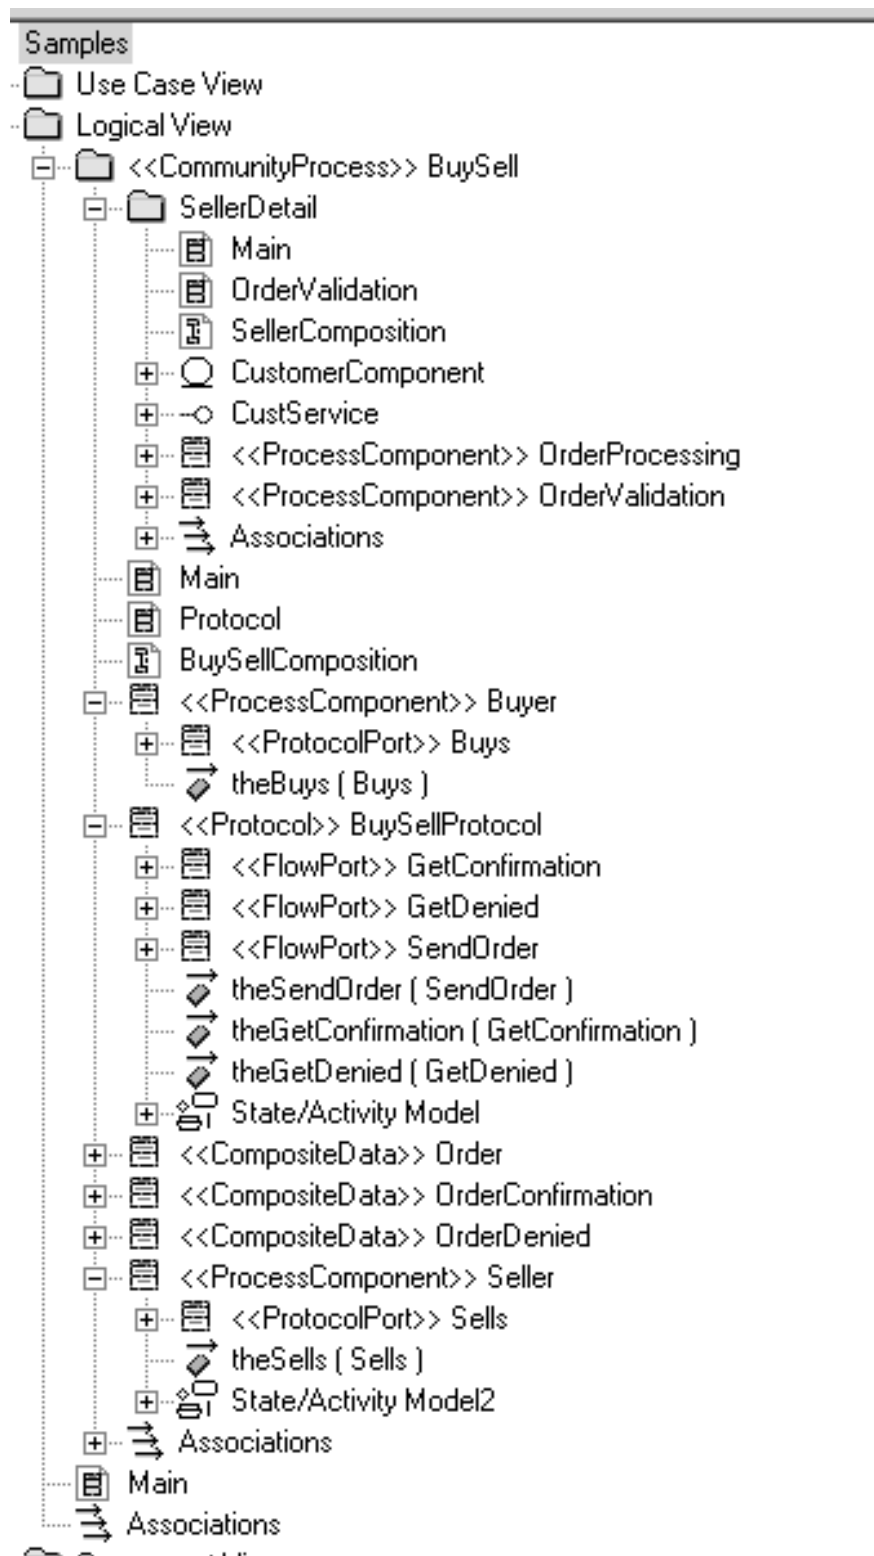 Samples
Use Case View
Logical View
<<CommunityProcess>> BuySell
SellerDetail
Main
OrderValidation
SellerComposition
CustomerComponent
CustService
<<ProcessComponent>> OrderProcessing
<<ProcessComponent>> OrderValidation
Associations
Main
Protocol
BuySellComposition
<<ProcessComponent>> Buyer
<<ProtocolPort>> Buys
theBuys ( Buys )
<<Protocol>> BuySellProtocol
<<FlowPort>> GetConfirmation
<<FlowPort>> GetDenied
<<FlowPort>> SendOrder
theSendOrder ( SendOrder )
theGetConfirmation ( GetConfirmation )
theGetDenied ( GetDenied )
State/Activity Model
<<CompositeData>> Order
<<CompositeData>> OrderConfirmation
<<CompositeData>> OrderDenied
<<ProcessComponent>> Seller
<<ProtocolPort>> Sells
theSells ( Sells )
State/Activity Model2
Associations
Main
Associations